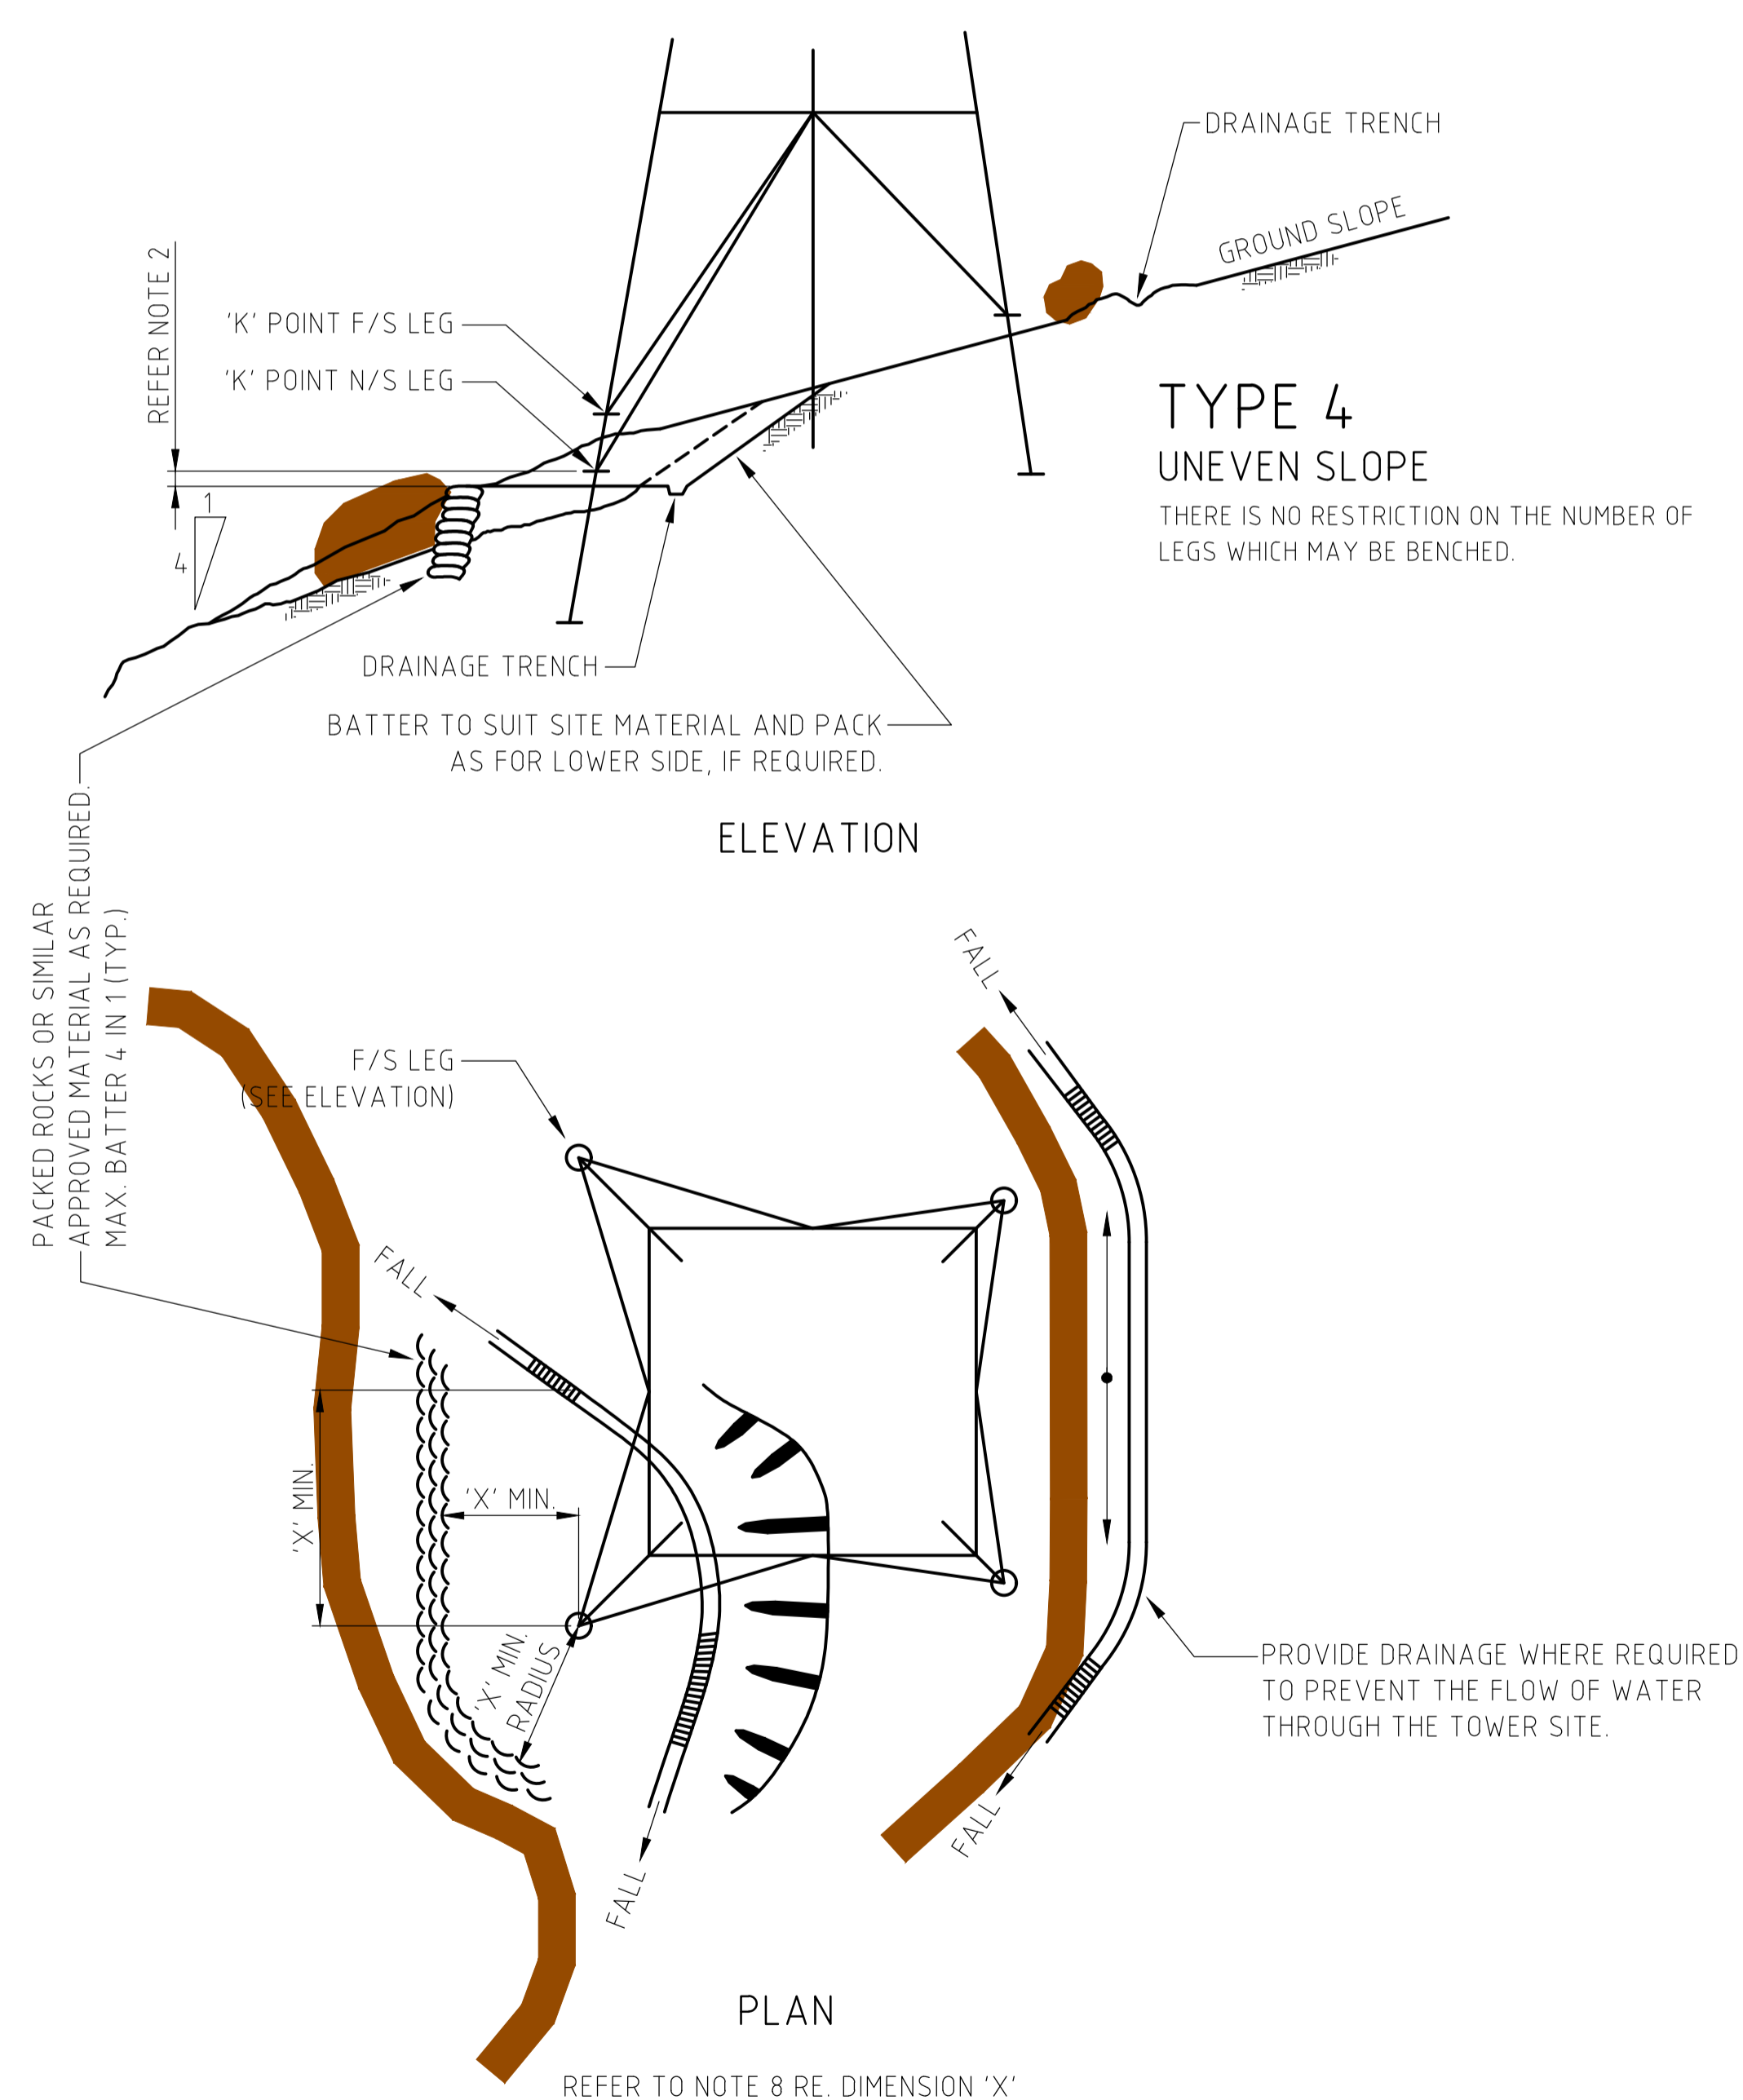 DRAINAGE TRENCH
GROUND SLOPE
REFER NOTE 2
'K' POINT F/S LEG
'K' POINT N/S LEG
TYPE 4
UNEVEN SLOPE
THERE IS NO RESTRICTION ON THE NUMBER OF
LEGS WHICH MAY BE BENCHED.
1
4
DRAINAGE TRENCH
BATTER TO SUIT SITE MATERIAL AND PACK
AS FOR LOWER SIDE, IF REQUIRED.
ELEVATION
PACKED ROCKS OR SIMILAR
APPROVED MATERIAL AS REQUIRED.
MAX. BATTER 4 IN 1 (TYP.)
FALL
F/S LEG
(SEE ELEVATION)
FALL
'X' MIN.
'X' MIN.
'X' MIN.
RADIUS
PROVIDE DRAINAGE WHERE REQUIRED
TO PREVENT THE FLOW OF WATER
THROUGH THE TOWER SITE.
FALL
FALL
PLAN
REFER TO NOTE 8 RE. DIMENSION 'X'